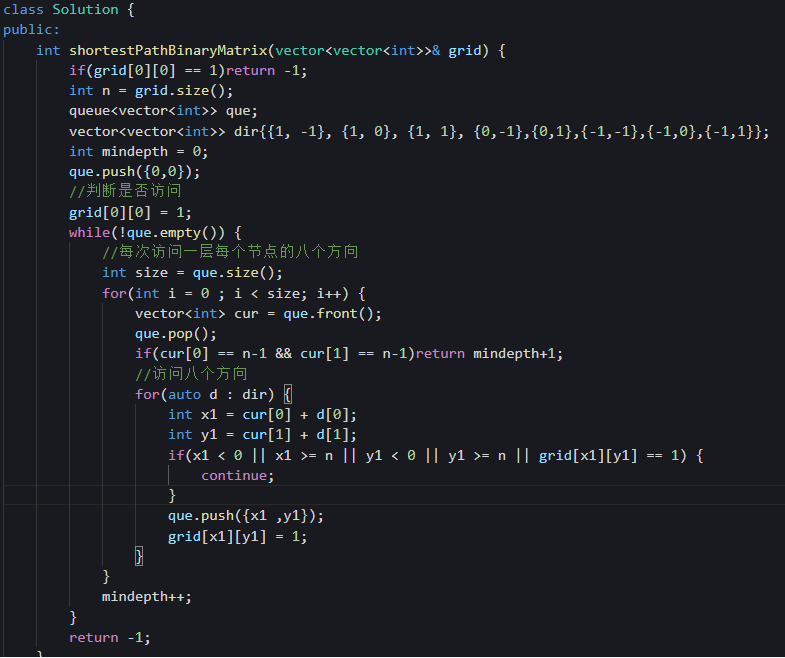 class Solution {
public:
    int shortestPathBinaryMatrix(vector<vector<int>>& grid) {
        if(grid[0][0] == 1)return -1;
        int n = grid.size();
        queue<vector<int>> que;
        vector<vector<int>> dir{{1, -1}, {1, 0}, {1, 1}, {0,-1},{0,1},{-1,-1},{-1,0},{-1,1}};
        int mindepth = 0;
        que.push({0,0});
        //判断是否访问
        grid[0][0] = 1;
        while(!que.empty()) {
            //每次访问一层每个节点的八个方向
            int size = que.size();
            for(int i = 0 ; i < size; i++) {
                vector<int> cur = que.front();
                que.pop();
                if(cur[0] == n-1 && cur[1] == n-1)return mindepth+1;
                //访问八个方向
                for(auto d : dir) {
                    int x1 = cur[0] + d[0];
                    int y1 = cur[1] + d[1];
                    if(x1 < 0 || x1 >= n || y1 < 0 || y1 >= n || grid[x1][y1] == 1) {
                        continue;
                    }
                    que.push({x1 ,y1});
                    grid[x1][y1] = 1;
                }
            }
            mindepth++;
        }
        return -1;
    }